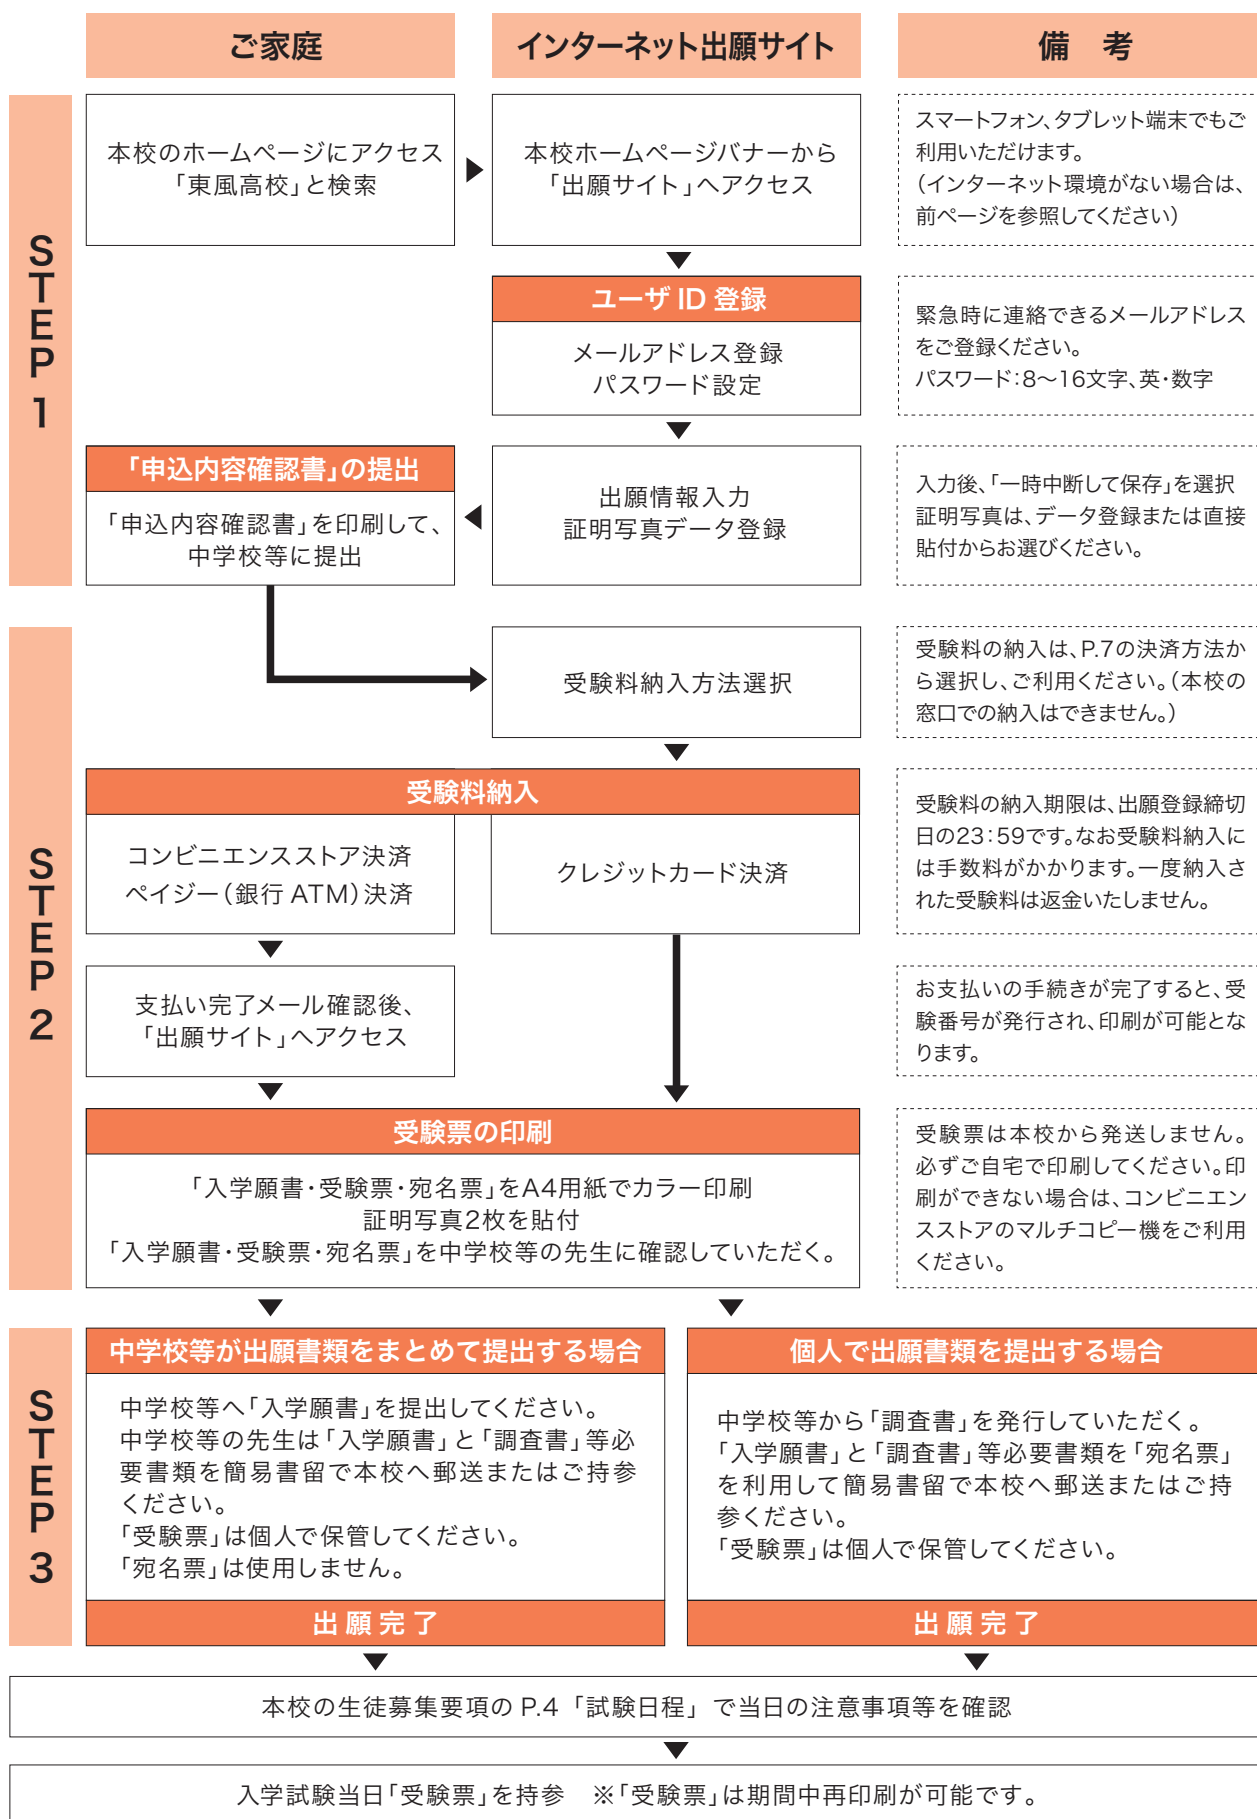 ご家庭
インターネット出願サイト
備　考
STEP 1
本校のホームページにアクセス
「東風高校」と検索
本校ホームページバナーから
「出願サイト」へアクセス
スマートフォン、タブレット端末でもご
利用いただけます。
（インターネット環境がない場合は、
前ページを参照してください）
ユーザ ID 登録
メールアドレス登録
パスワード設定
緊急時に連絡できるメールアドレス
をご登録ください。
パスワード：8〜16文字、英・数字
「申込内容確認書」の提出
「申込内容確認書」を印刷して、
中学校等に提出
出願情報入力
証明写真データ登録
入力後、「一時中断して保存」を選択
証明写真は、データ登録または直接
貼付からお選びください。
STEP 2
受験料納入方法選択
受験料の納入は、P.7の決済方法か
ら選択し、ご利用ください。（本校の
窓口での納入はできません。）
受験料納入
コンビニエンスストア決済
ペイジー（銀行 ATM）決済
クレジットカード決済
受験料の納入期限は、出願登録締切
日の23：59です。なお受験料納入に
は手数料がかかります。一度納入さ
れた受験料は返金いたしません。
支払い完了メール確認後、
「出願サイト」へアクセス
お支払いの手続きが完了すると、受
験番号が発行され、印刷が可能とな
ります。
受験票の印刷
「入学願書・受験票・宛名票」をA4用紙でカラー印刷
証明写真2枚を貼付
「入学願書・受験票・宛名票」を中学校等の先生に確認していただく。
受験票は本校から発送しません。
必ずご自宅で印刷してください。印
刷ができない場合は、コンビニエン
スストアのマルチコピー機をご利用
ください。
STEP 3
中学校等が出願書類をまとめて提出する場合
中学校等へ「入学願書」を提出してください。
中学校等の先生は「入学願書」と「調査書」等必
要書類を簡易書留で本校へ郵送またはご持参
ください。
「受験票」は個人で保管してください。
「宛名票」は使用しません。
出願完了
個人で出願書類を提出する場合
中学校等から「調査書」を発行していただく。
「入学願書」と「調査書」等必要書類を「宛名票」
を利用して簡易書留で本校へ郵送またはご持
参ください。
「受験票」は個人で保管してください。
出願完了
本校の生徒募集要項の P.4「試験日程」で当日の注意事項等を確認
入学試験当日「受験票」を持参　※「受験票」は期間中再印刷が可能です。